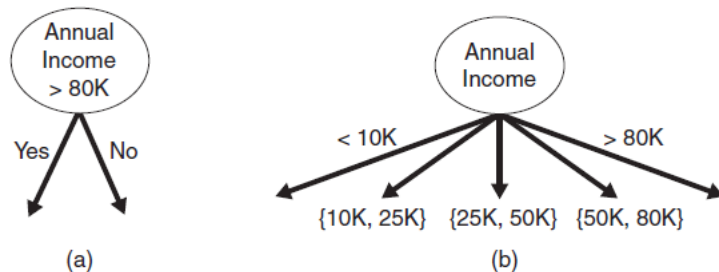 Annual
Income
> 80K
Yes
No
(a)
Annual
Income
< 10K
> 80K
{10K, 25K}
{25K, 50K}
{50K, 80K}
(b)